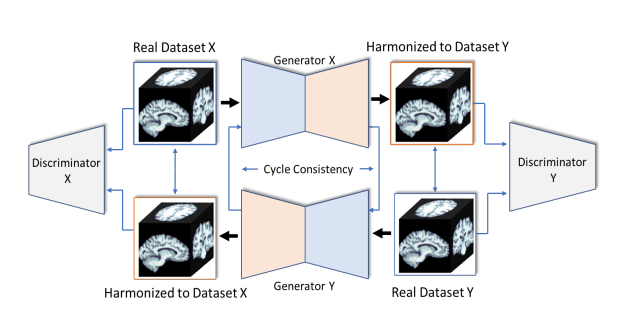 Real Dataset X
Generator X
Harmonized to Dataset Y
Discriminator
X
Cycle Consistency
Discriminator
Y
Harmonized to Dataset X
Generator Y
Real Dataset Y